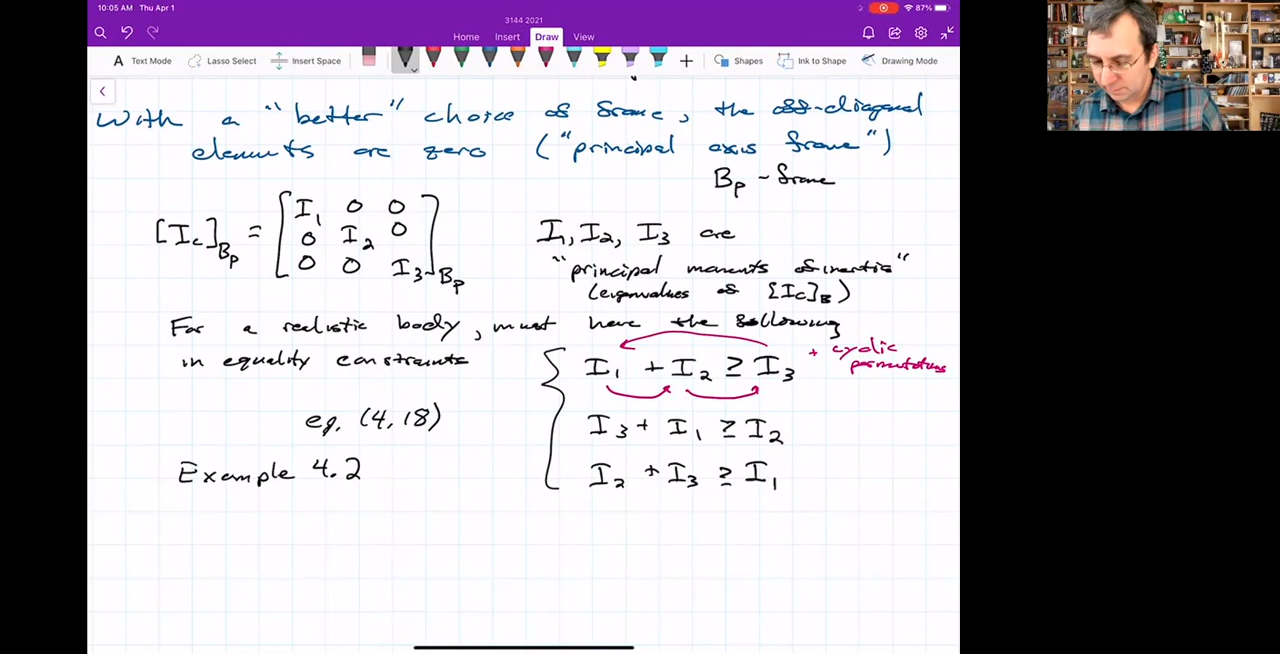 10:05 AM Thu Apr 1
87%
3144 2021
Home Insert Draw View
A Text Mode Lasso Select Insert Space Shapes Ink to Shape Drawing Mode
With a "better" choice of frame, the off-diagonal
elements are zero ("principal axis frame")
Bp - frame
[Ic]Bp = [I1 0 0
0 I2 0
0 0 I3]Bp
I1, I2, I3 are
"principal moments of inertia"
(eigenvalues of [Ic]B)
For a realistic body, must have the following
in equality constraints
I1 + I2 ≥ I3
+ cyclic
permutations
eq. (4.18)
I3 + I1 ≥ I2
Example 4.2
I2 + I3 ≥ I1